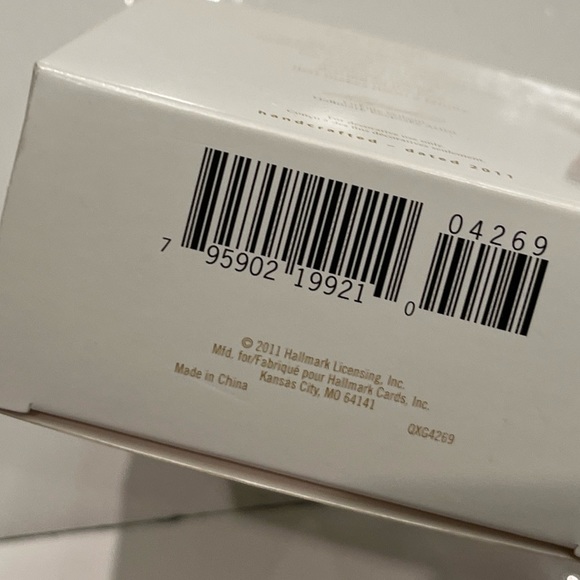 handcrafted – dated 2011
04269
7 95902 19921 0
© 2011 Hallmark Licensing, Inc.
Mfd. for/Fabriqué pour Hallmark Cards, Inc.
Made in China Kansas City, MO 64141
QXG4269